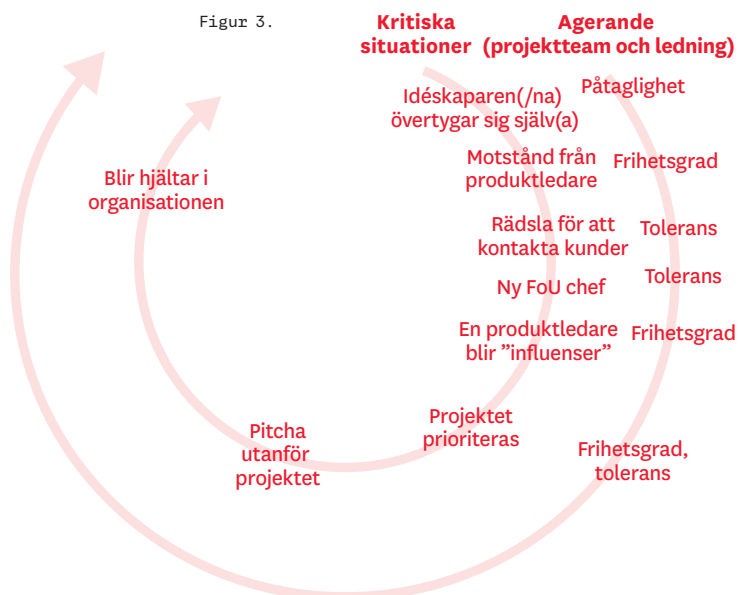 Figur 3.
Kritiska
situationer
Agerande
(projektteam och ledning)
Idéskaparen(/na)
övertygar sig själv(a)
Påtaglighet
Motstånd från
produktledare
Frihetsgrad
Rädsla för att
kontakta kunder
Tolerans
Ny FoU chef
Tolerans
En produktledare
blir ”influenser”
Frihetsgrad
Projektet
prioriteras
Frihetsgrad,
tolerans
Pitcha
utanför
projektet
Blir hjältar i
organisationen